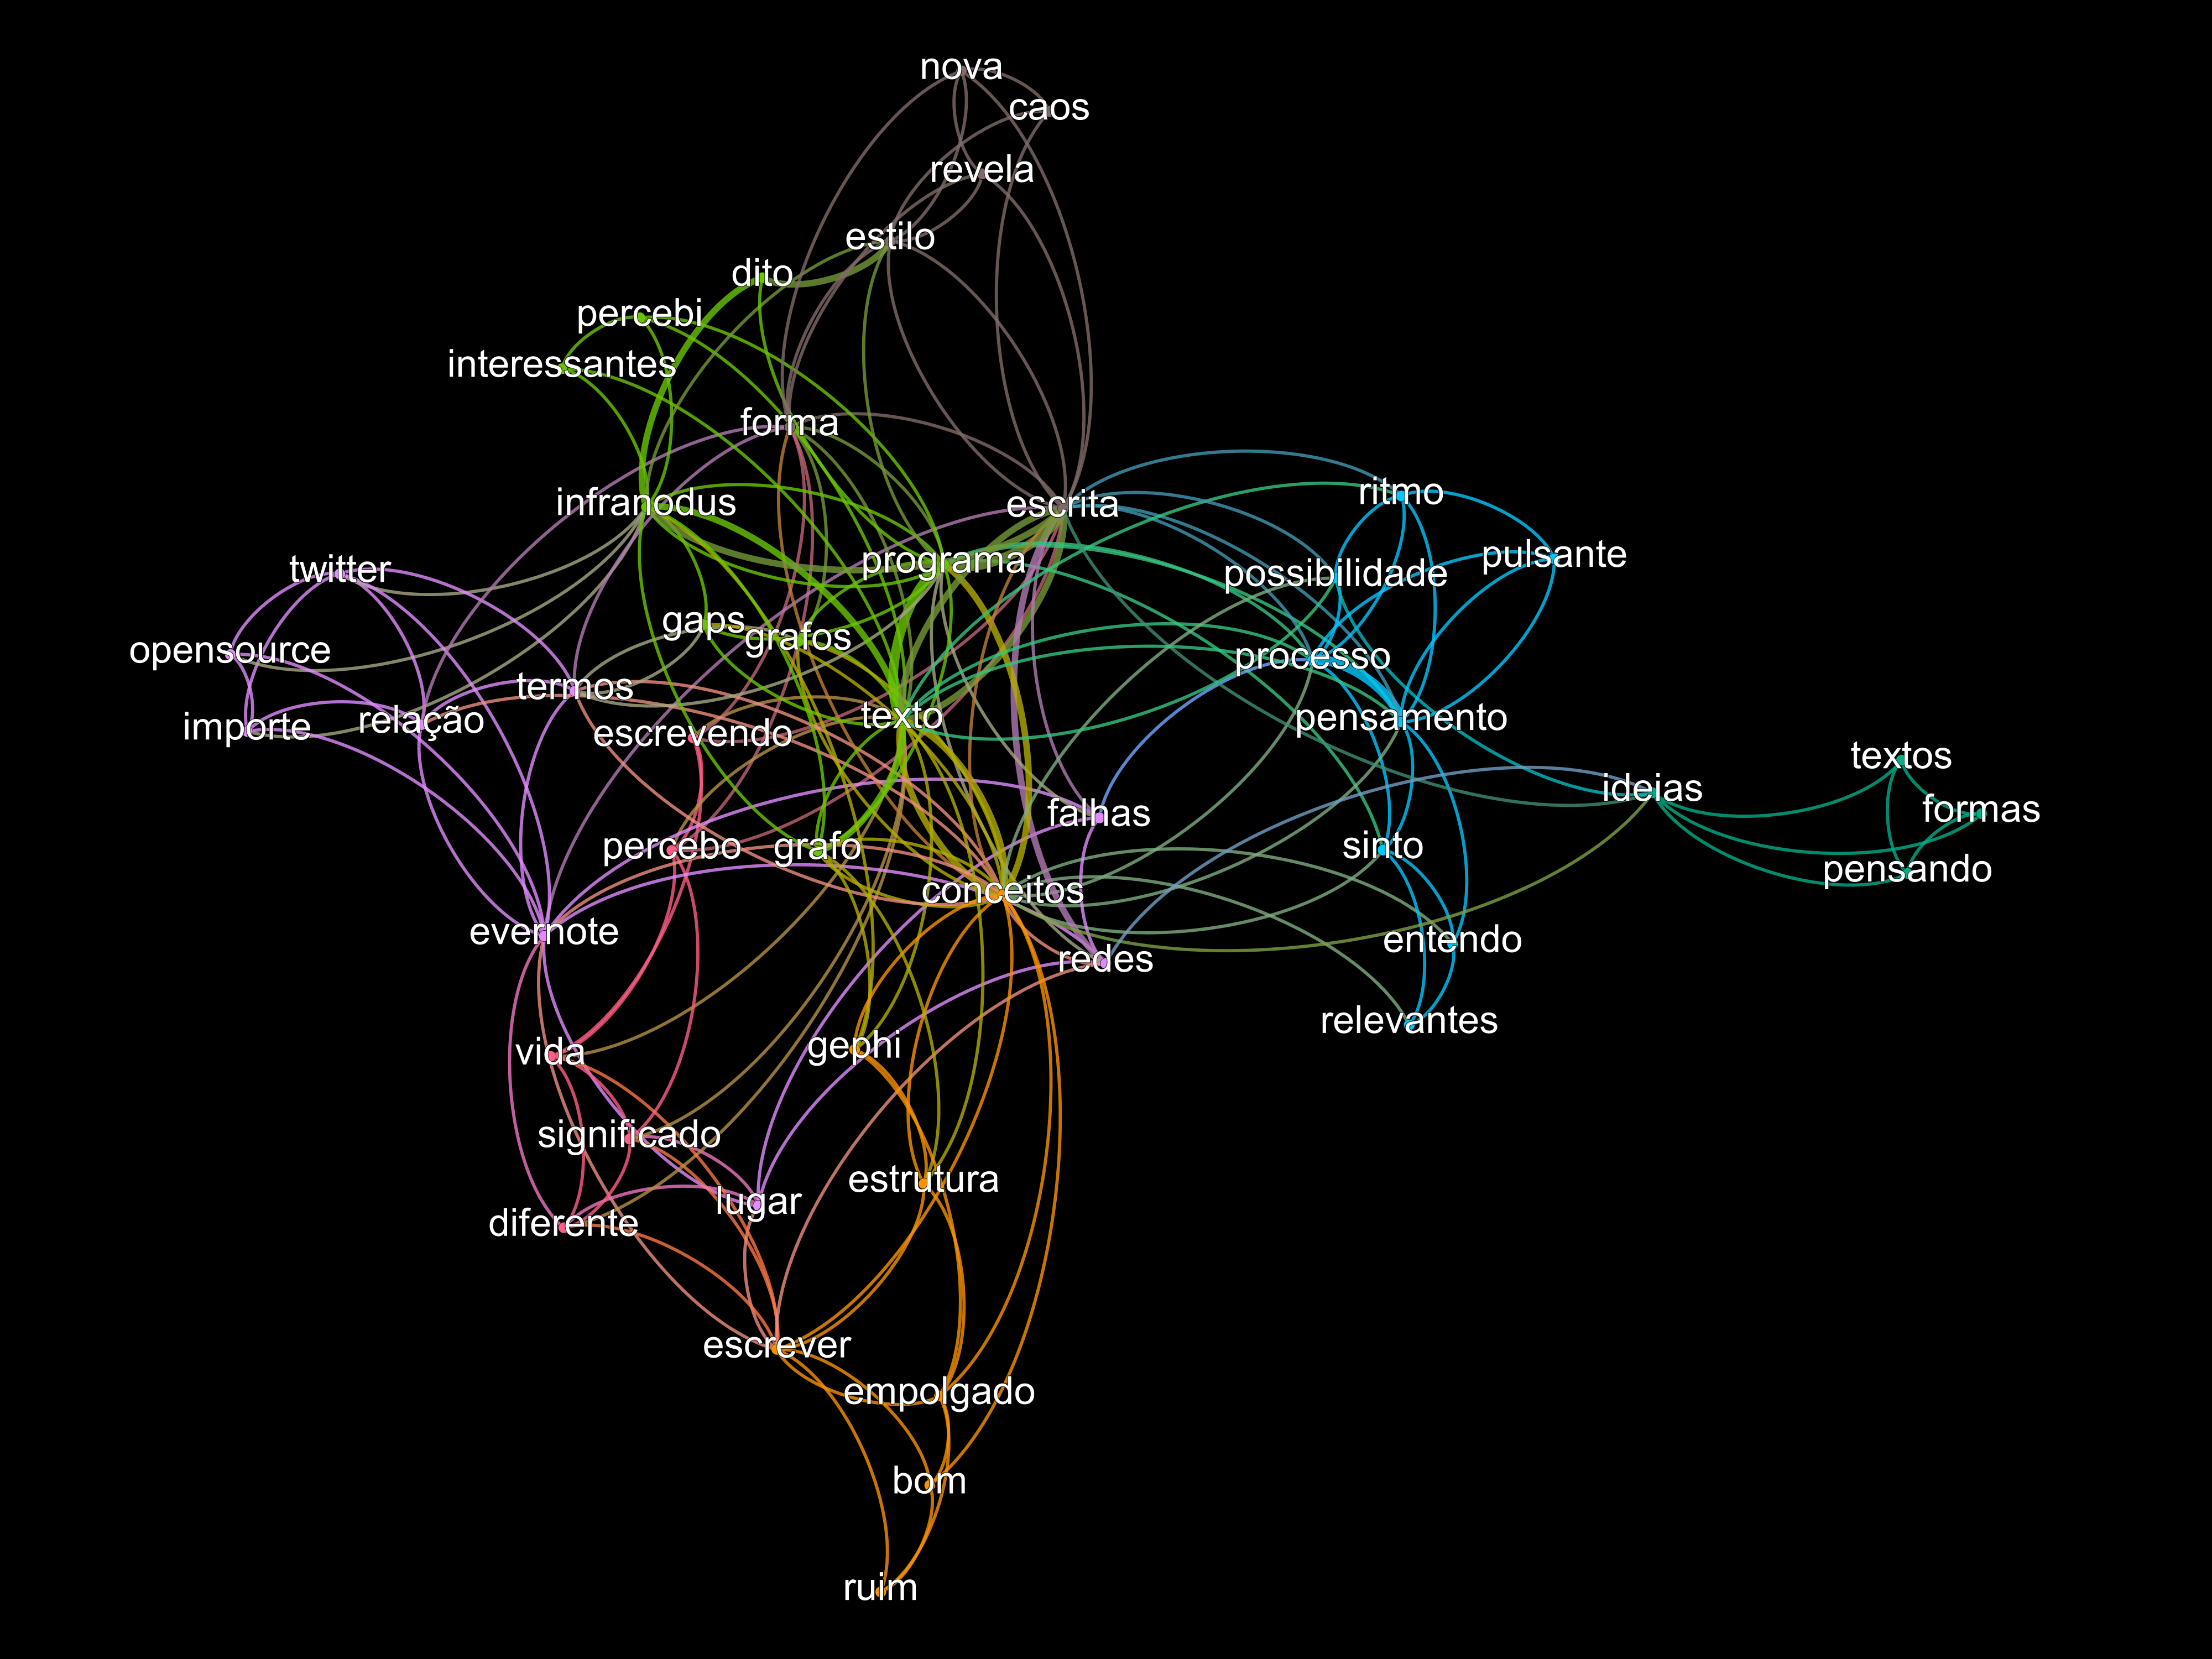 nova
caos
revela
estilo
dito
percebi
interessantes
forma
infranodus
escrita
ritmo
programa
pulsante
twitter
possibilidade
gaps
grafos
opensource
processo
termos
importe
relação
escrevendo
texto
pensamento
textos
ideias
formas
falhas
percebo
grafo
sinto
pensando
conceitos
evernote
redes
entendo
relevantes
vida
gephi
significado
estrutura
lugar
diferente
escrever
empolgado
bom
ruim